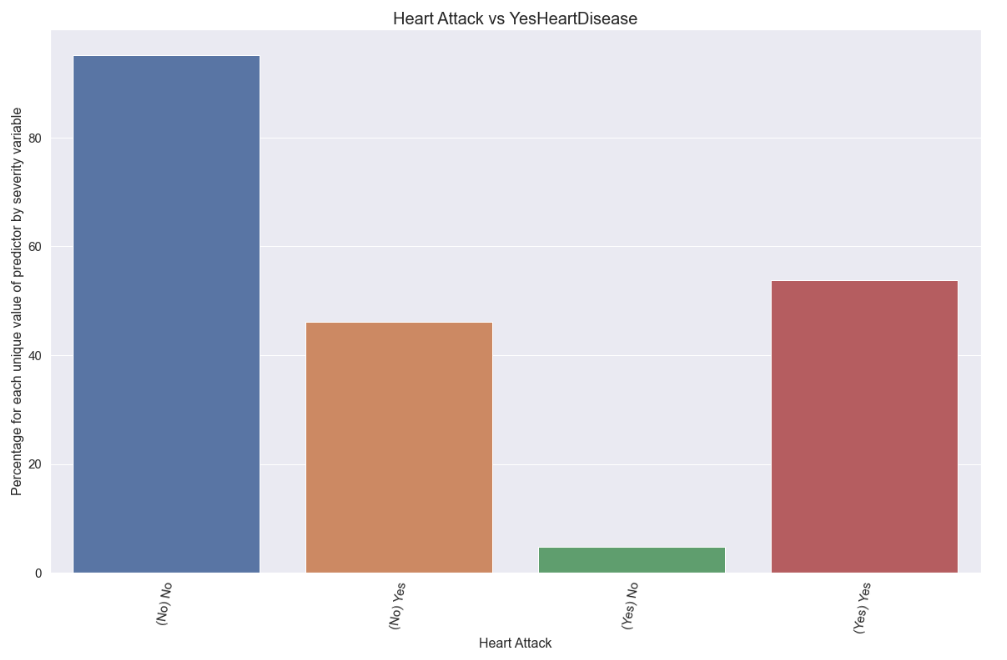 Heart Attack vs YesHeartDisease
Percentage for each unique value of predictor by severity variable
80
60
40
20
0
(No) No
(No) Yes
(Yes) No
(Yes) Yes
Heart Attack